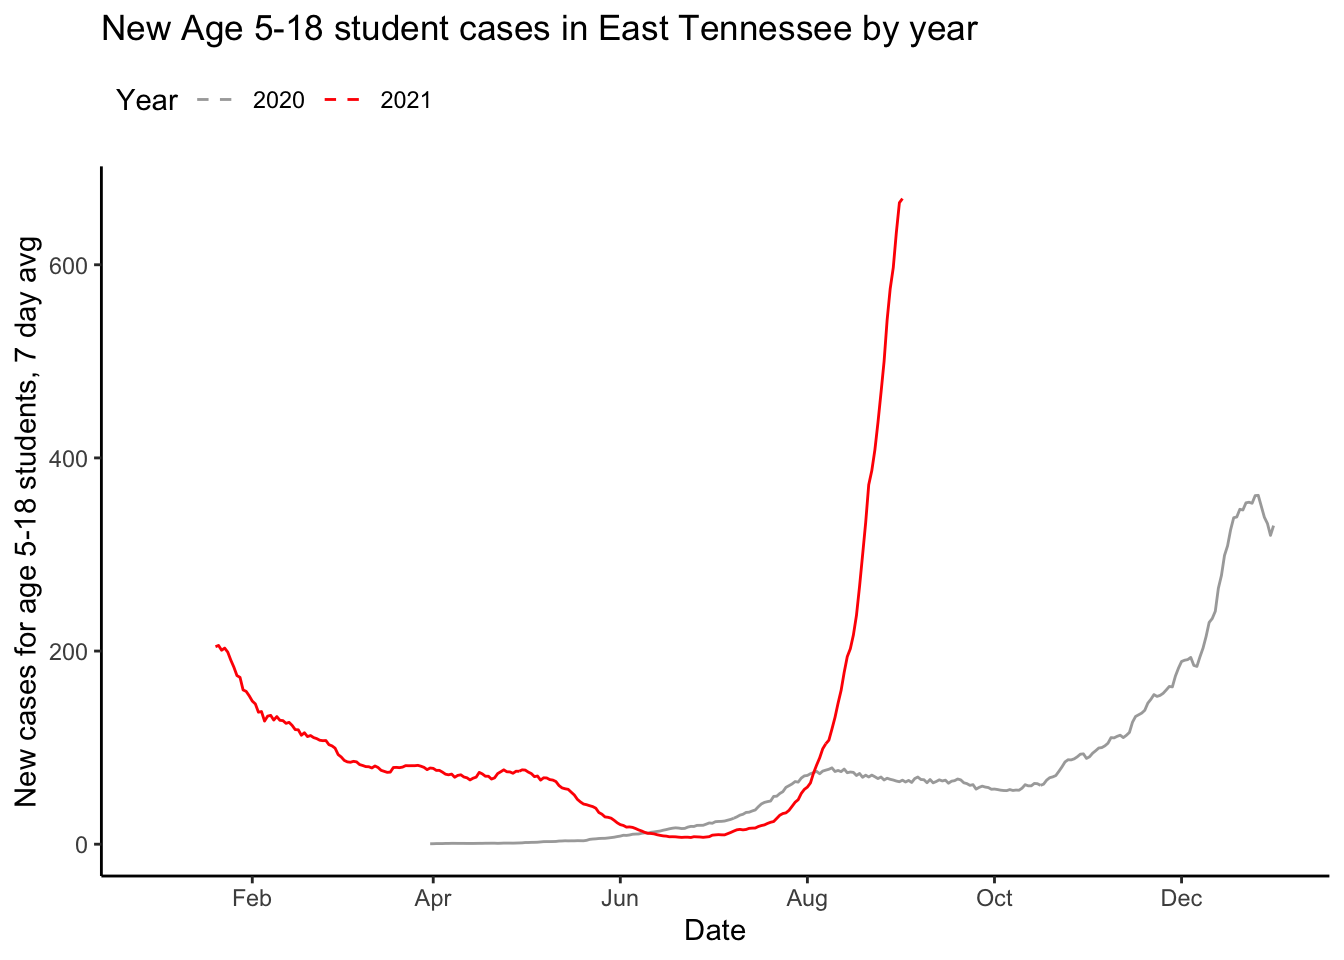 New Age 5-18 student cases in East Tennessee by year
Year 2020 2021
New cases for age 5-18 students, 7 day avg
600
400
200
0
Feb Apr Jun Aug Oct Dec
Date